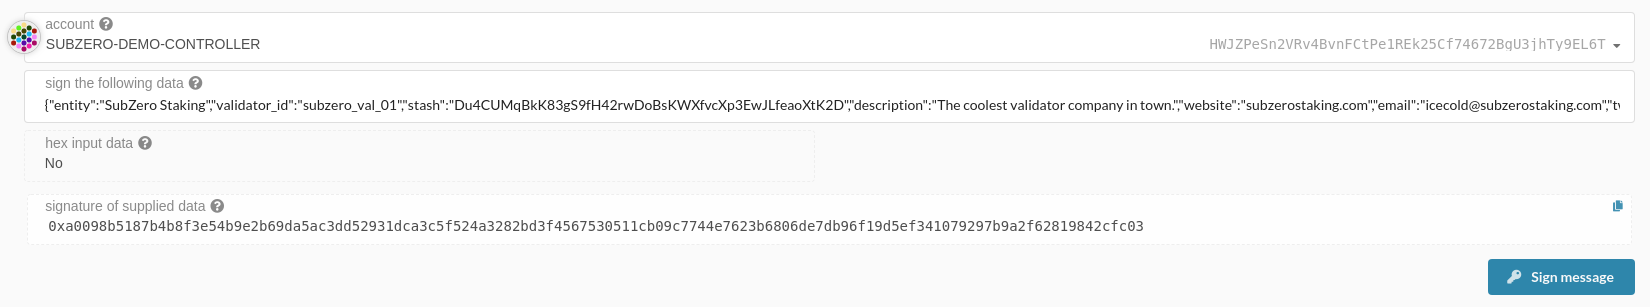 account
SUBZERO-DEMO-CONTROLLER
HWJZPeSn2VRv4BvnFCtPe1REk25Cf74672BqU3jhTy9EL6T
sign the following data
{"entity":"SubZero Staking","validator_id":"subzero_val_01","stash":"Du4CUMqBkK83gS9fH42rwDoBsKWXfvcXp3EwJLfeaoXtK2D","description":"The coolest validator company in town.","website":"subzerostaking.com","email":"icecold@subzerostaking.com","tw
hex input data
No
signature of supplied data
0xa0098b5187b4b8f3e54b9e2b69da5ac3dd52931dca3c5f524a3282bd3f4567530511cb09c7744e7623b6806de7db96f19d5ef341079297b9a2f62819842cfc03
Sign message